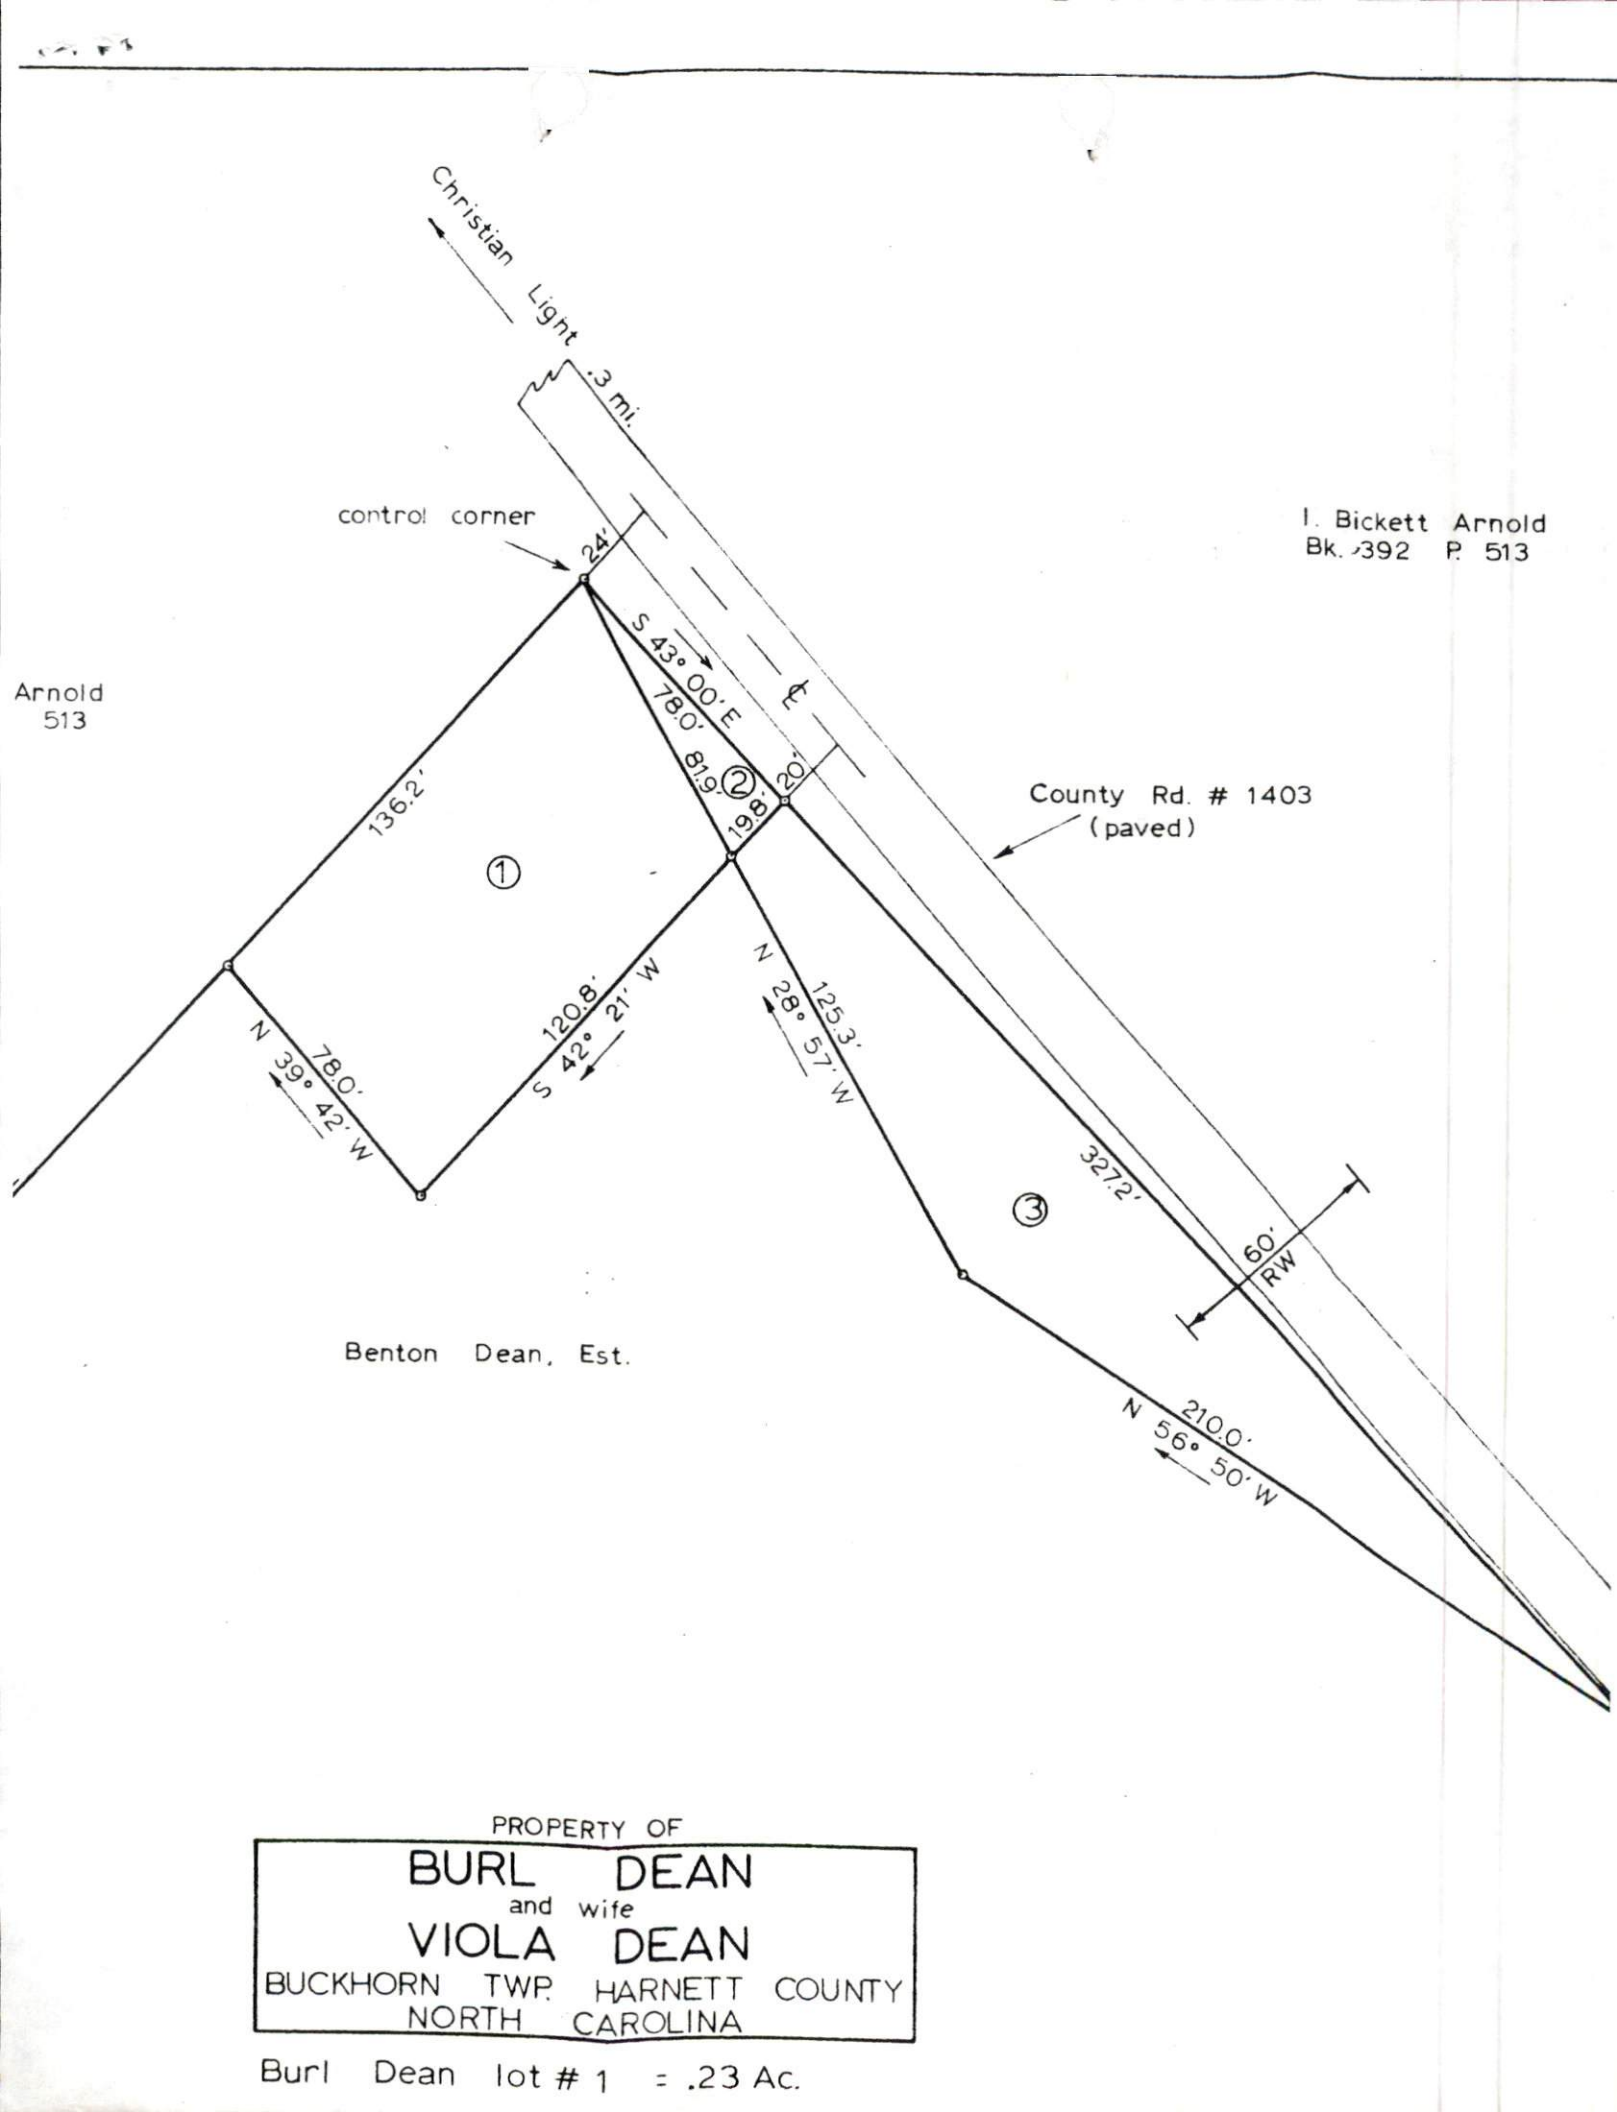 Christian Light
.3 mi.
control corner
24'
I. Bickett Arnold
Bk. 392 P. 513
S 43° 00' E
78.0'
Arnold
513
81.9'
②
20'
19.8'
136.2'
①
℄
County Rd. # 1403
(paved)
120.8'
S 42° 21' W
N 28° 57' W
125.3'
78.0'
N 39° 42' W
327.2'
③
60'
RW
Benton Dean, Est.
210.0'
N 56° 50' W
PROPERTY OF
BURL DEAN
and wife
VIOLA DEAN
BUCKHORN TWP. HARNETT COUNTY
NORTH CAROLINA
Burl Dean lot # 1 = .23 Ac.